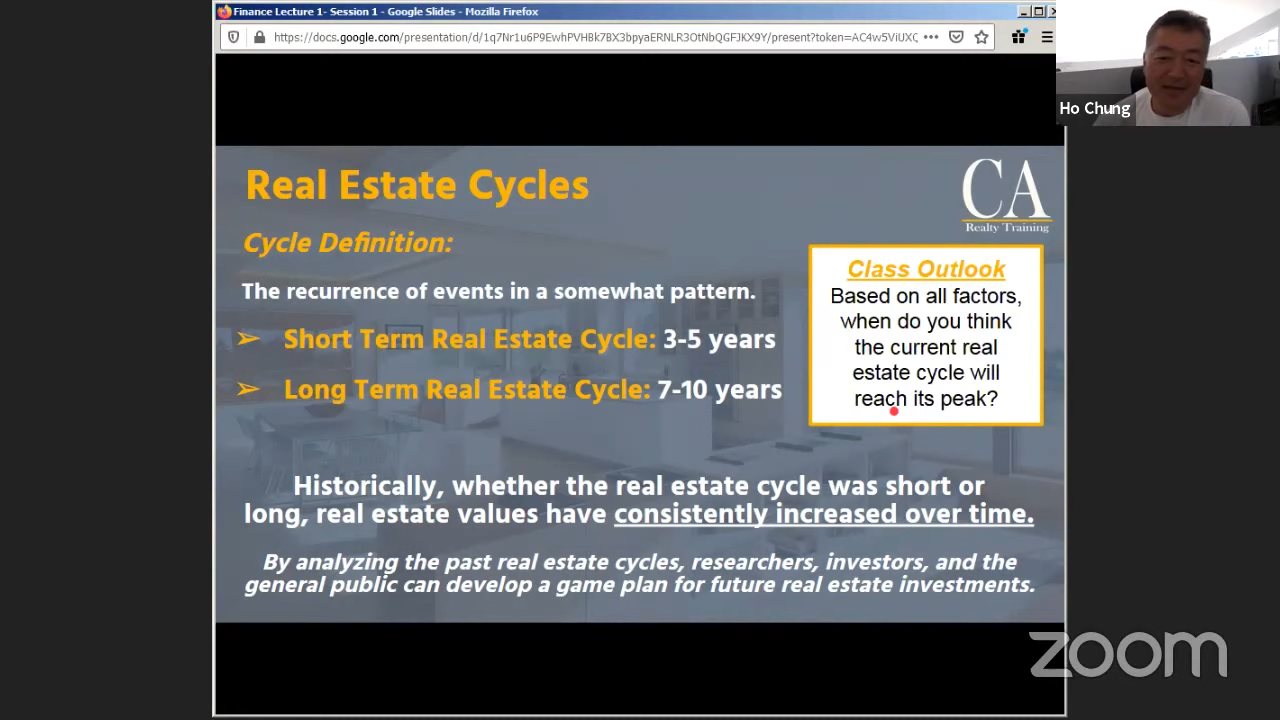 Finance Lecture 1- Session 1 - Google Slides - Mozilla Firefox
https://docs.google.com/presentation/d/1q7Nr1u6P9EwhPVHBk7BX3bpyaERNLR3OtNbQGFJKX9Y/present?token=AC4w5ViUXC
Ho Chung
Real Estate Cycles
CA
Realty Training
Cycle Definition:
The recurrence of events in a somewhat pattern.
➢ Short Term Real Estate Cycle: 3-5 years
➢ Long Term Real Estate Cycle: 7-10 years
Class Outlook
Based on all factors,
when do you think
the current real
estate cycle will
reach its peak?
Historically, whether the real estate cycle was short or
long, real estate values have consistently increased over time.
By analyzing the past real estate cycles, researchers, investors, and the
general public can develop a game plan for future real estate investments.
zoom